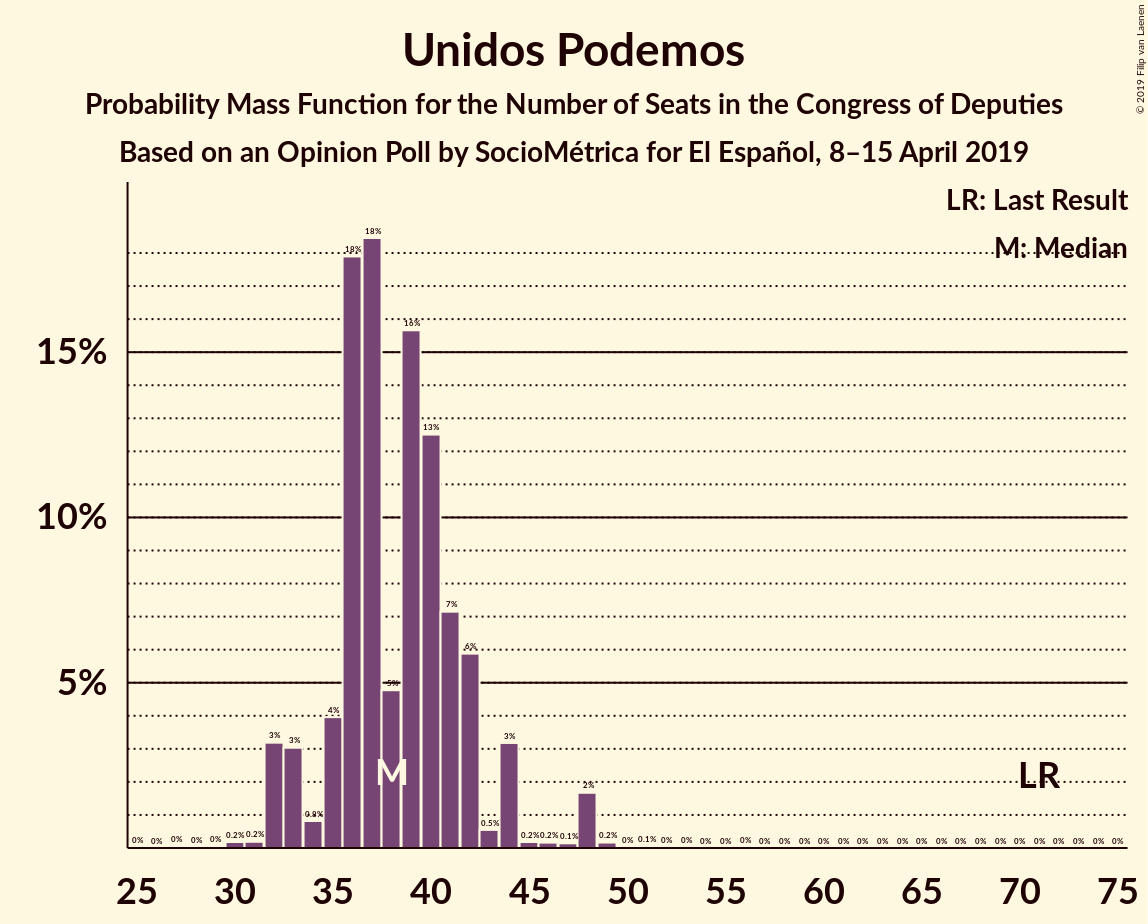 Unidos Podemos
Probability Mass Function for the Number of Seats in the Congress of Deputies
Based on an Opinion Poll by SocioMétrica for El Español, 8–15 April 2019
© 2019 Filip van Laenen
LR: Last Result
M: Median
15%
10%
5%
0% 0% 0% 0% 0% 0.2% 0.2% 3% 3% 0.8% 4% 18% 18% 5% 16% 13% 7% 6% 0.5% 3% 0.2% 0.2% 0.1% 2% 0.2% 0% 0.1% 0% 0% 0% 0% 0% 0% 0% 0% 0% 0% 0% 0% 0% 0% 0% 0% 0% 0% 0% 0% 0% 0% 0% 0%
M
LR
25 30 35 40 45 50 55 60 65 70 75